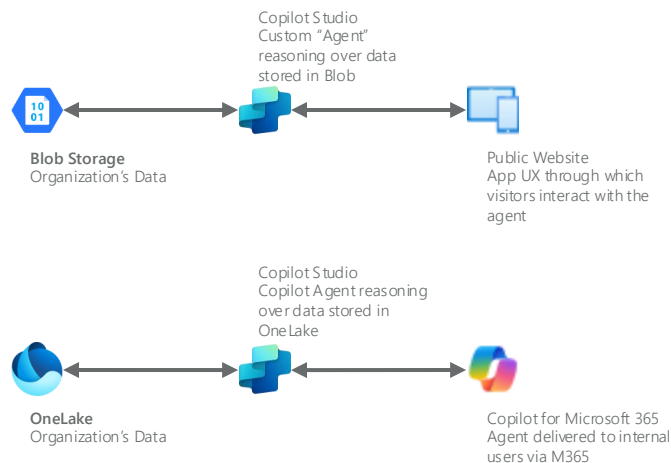 Copilot Studio
Custom “Agent”
reasoning over data
stored in Blob
10
01
Blob Storage
Organization’s Data
Public Website
App UX through which
visitors interact with the
agent
Copilot Studio
Copilot Agent reasoning
over data stored in
OneLake
OneLake
Organization’s Data
Copilot for Microsoft 365
Agent delivered to internal
users via M365